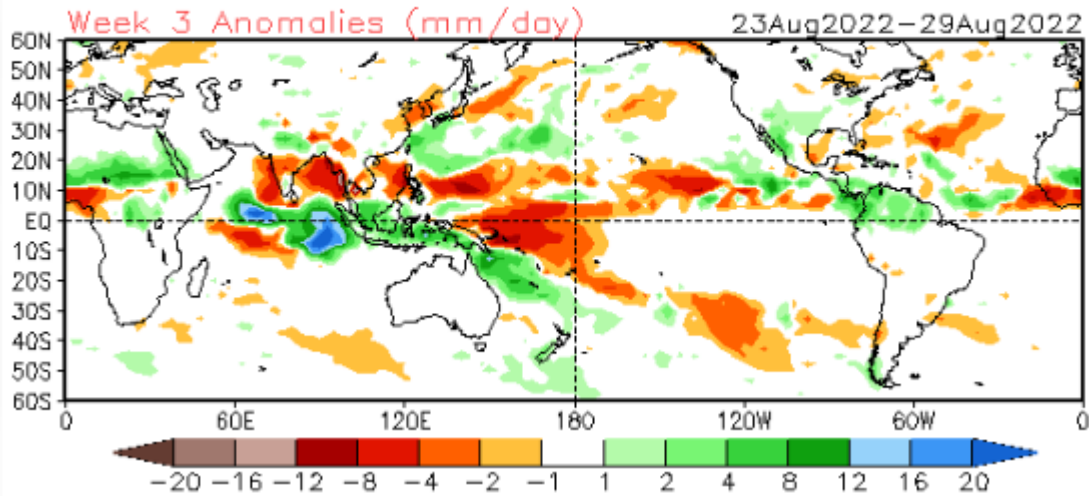 Week 3 Anomalies (mm/day) 23Aug2022-29Aug2022
60N
50N
40N
30N
20N
10N
EQ
10S
20S
30S
40S
50S
60S
0 60E 120E 180 120W 60W 0
-20 -16 -12 -8 -4 -2 -1 1 2 4 8 12 16 20